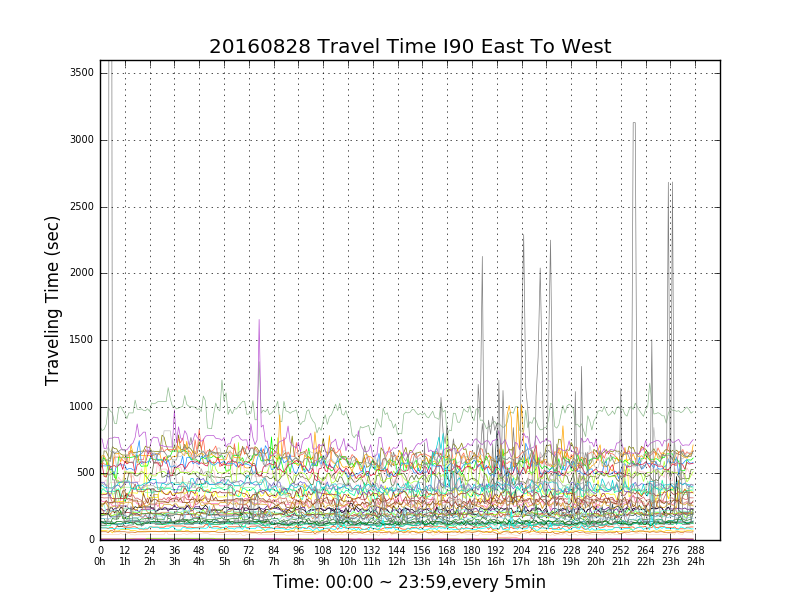 20160828 Travel Time I90 East To West
Traveling Time (sec)
3500
3000
2500
2000
1500
1000
500
0
0 12 24 36 48 60 72 84 96 108 120 132 144 156 168 180 192 204 216 228 240 252 264 276 288
0h 1h 2h 3h 4h 5h 6h 7h 8h 9h 10h 11h 12h 13h 14h 15h 16h 17h 18h 19h 20h 21h 22h 23h 24h
Time: 00:00 ~ 23:59,every 5min